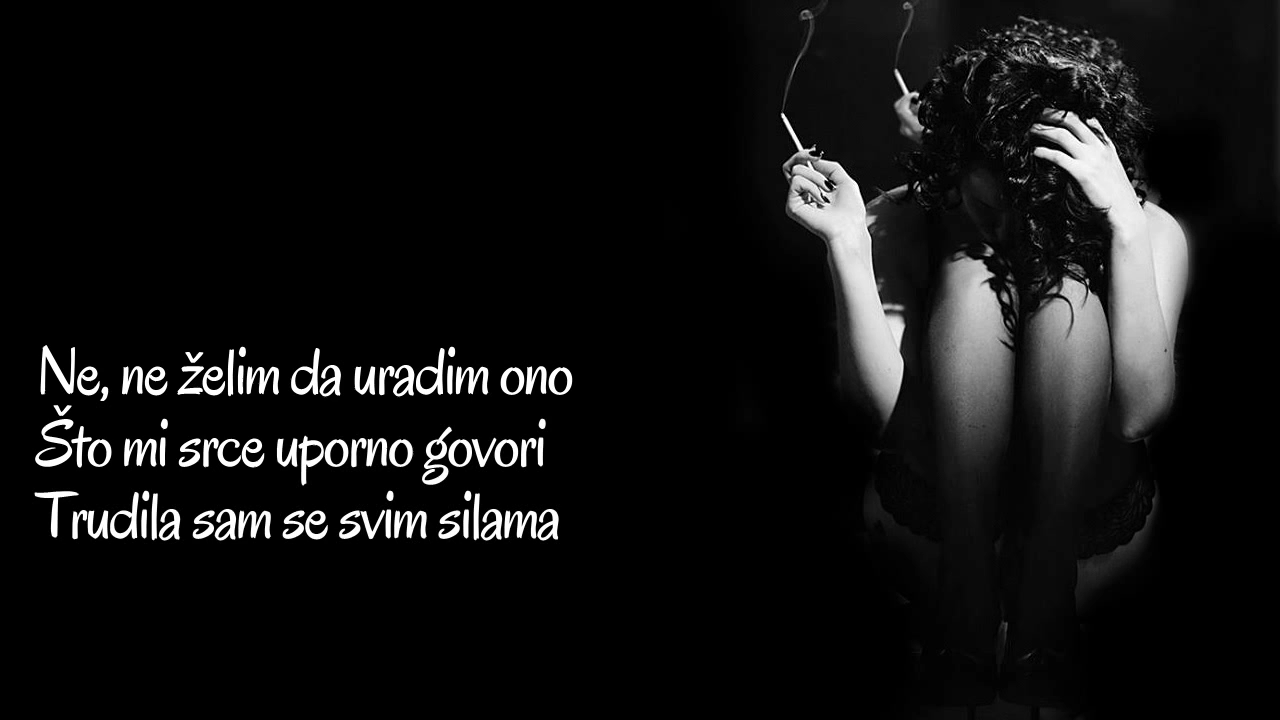 Ne, ne želim da uradim ono
Što mi srce uporno govori
Trudila sam se svim silama